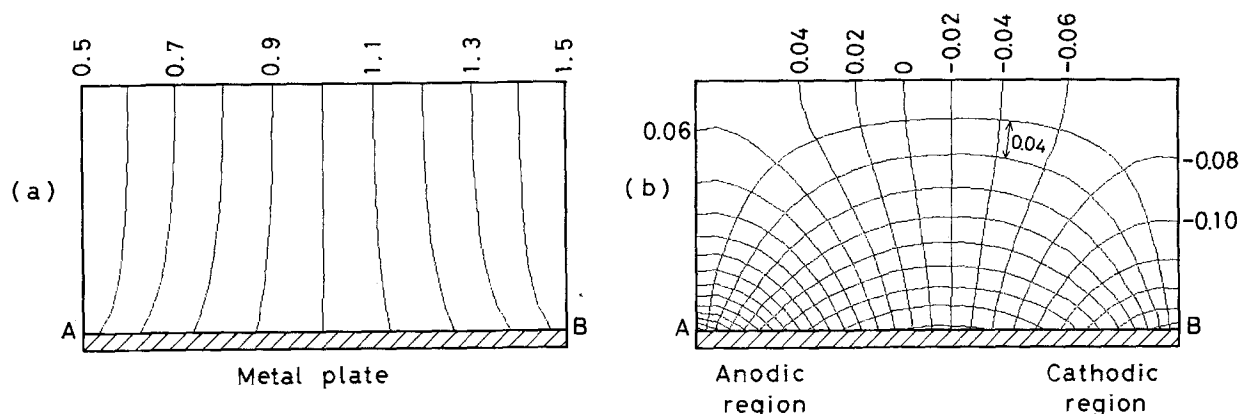 0.5 0.7 0.9 1.1 1.3 1.5
(a)
A B
Metal plate
0.04 0.02 0 -0.02 -0.04 -0.06
0.06
0.04
-0.08
(b)
-0.10
A B
Anodic region
Cathodic region